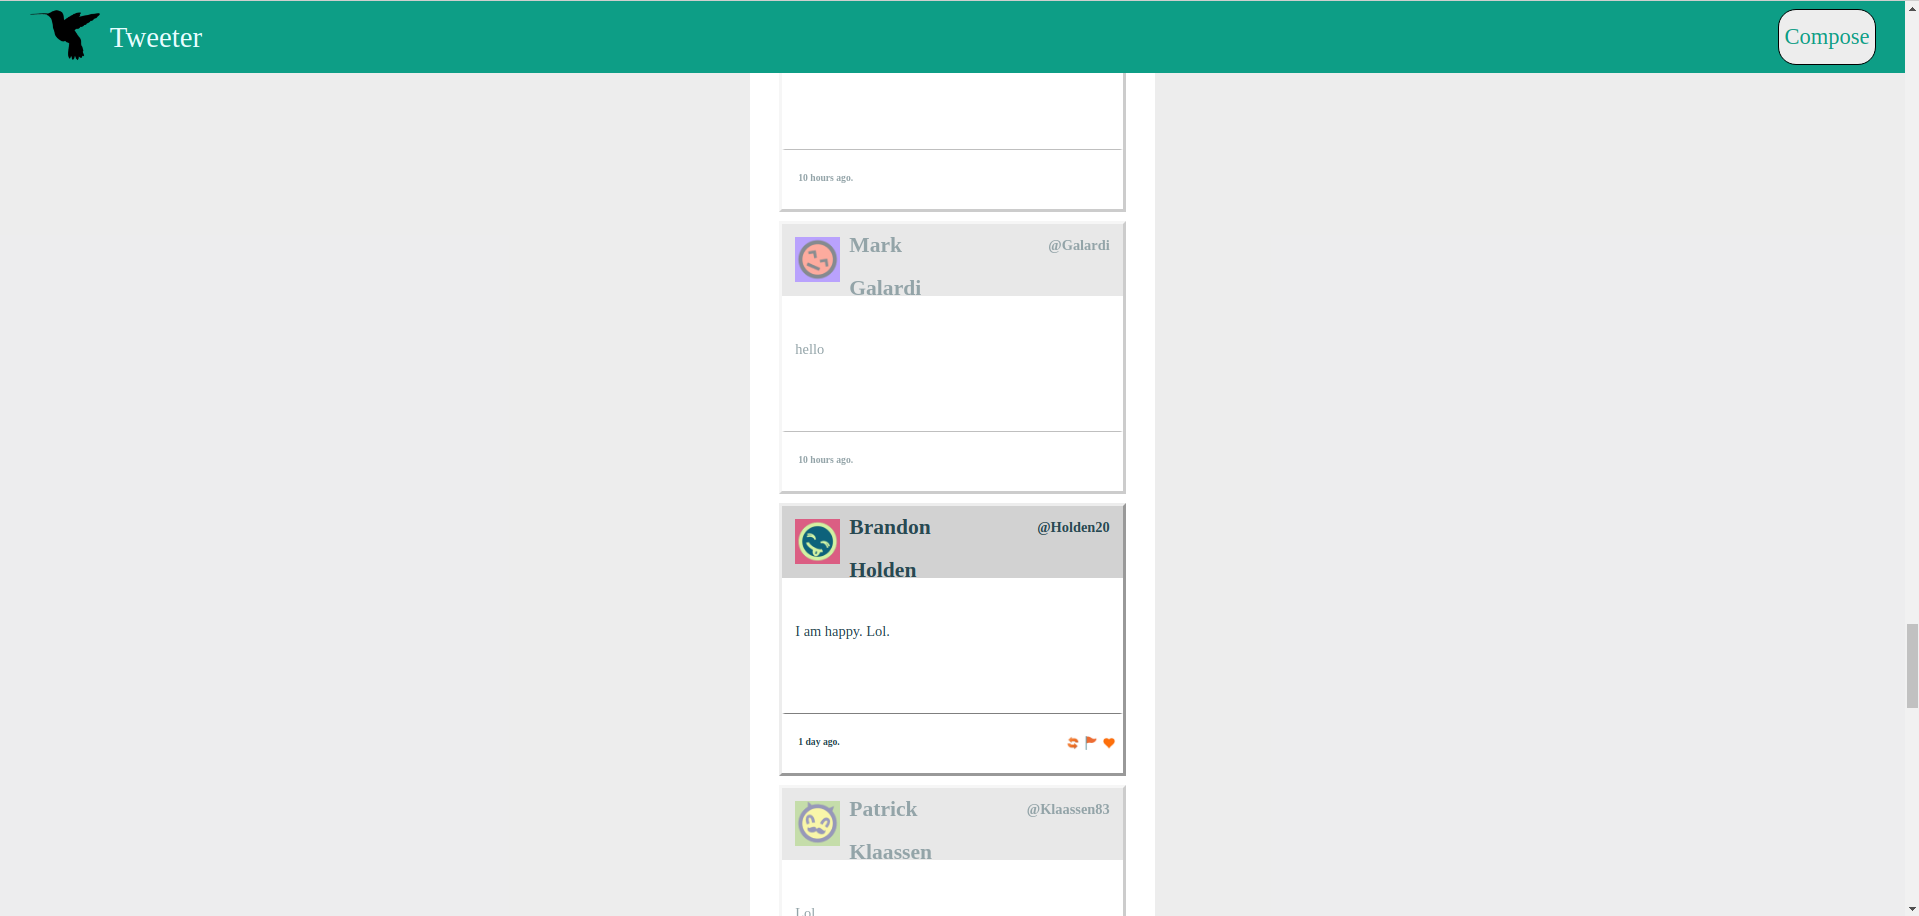 Tweeter
Compose
10 hours ago.
Mark
@Galardi
Galardi
hello
10 hours ago.
Brandon
@Holden20
Holden
I am happy. Lol.
1 day ago.
Patrick
@Klaassen83
Klaassen
Lol